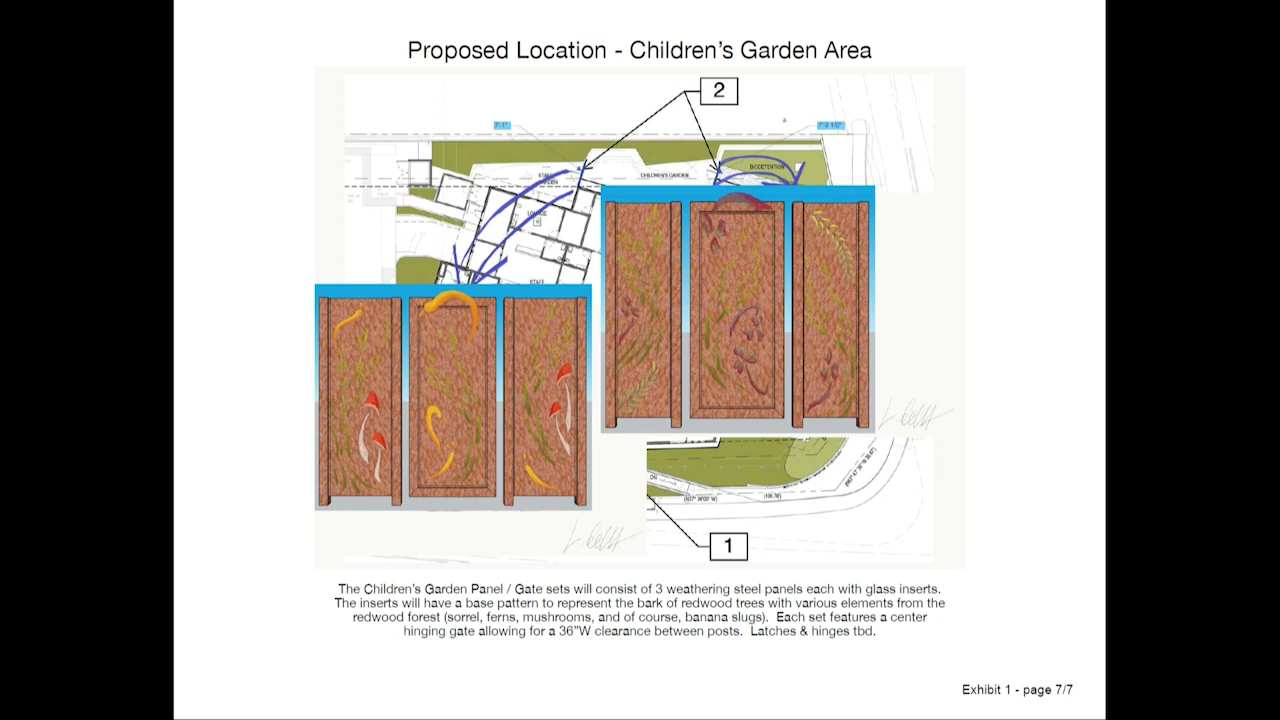 Proposed Location - Children's Garden Area
2
BIODETENTION
CHILDREN'S GARDEN
LOUNGE
STAFF
1
The Children's Garden Panel / Gate sets will consist of 3 weathering steel panels each with glass inserts.
The inserts will have a base pattern to represent the bark of redwood trees with various elements from the
redwood forest (sorrel, ferns, mushrooms, and of course, banana slugs).  Each set features a center
hinging gate allowing for a 36"W clearance between posts.  Latches & hinges tbd.
Exhibit 1 - page 7/7